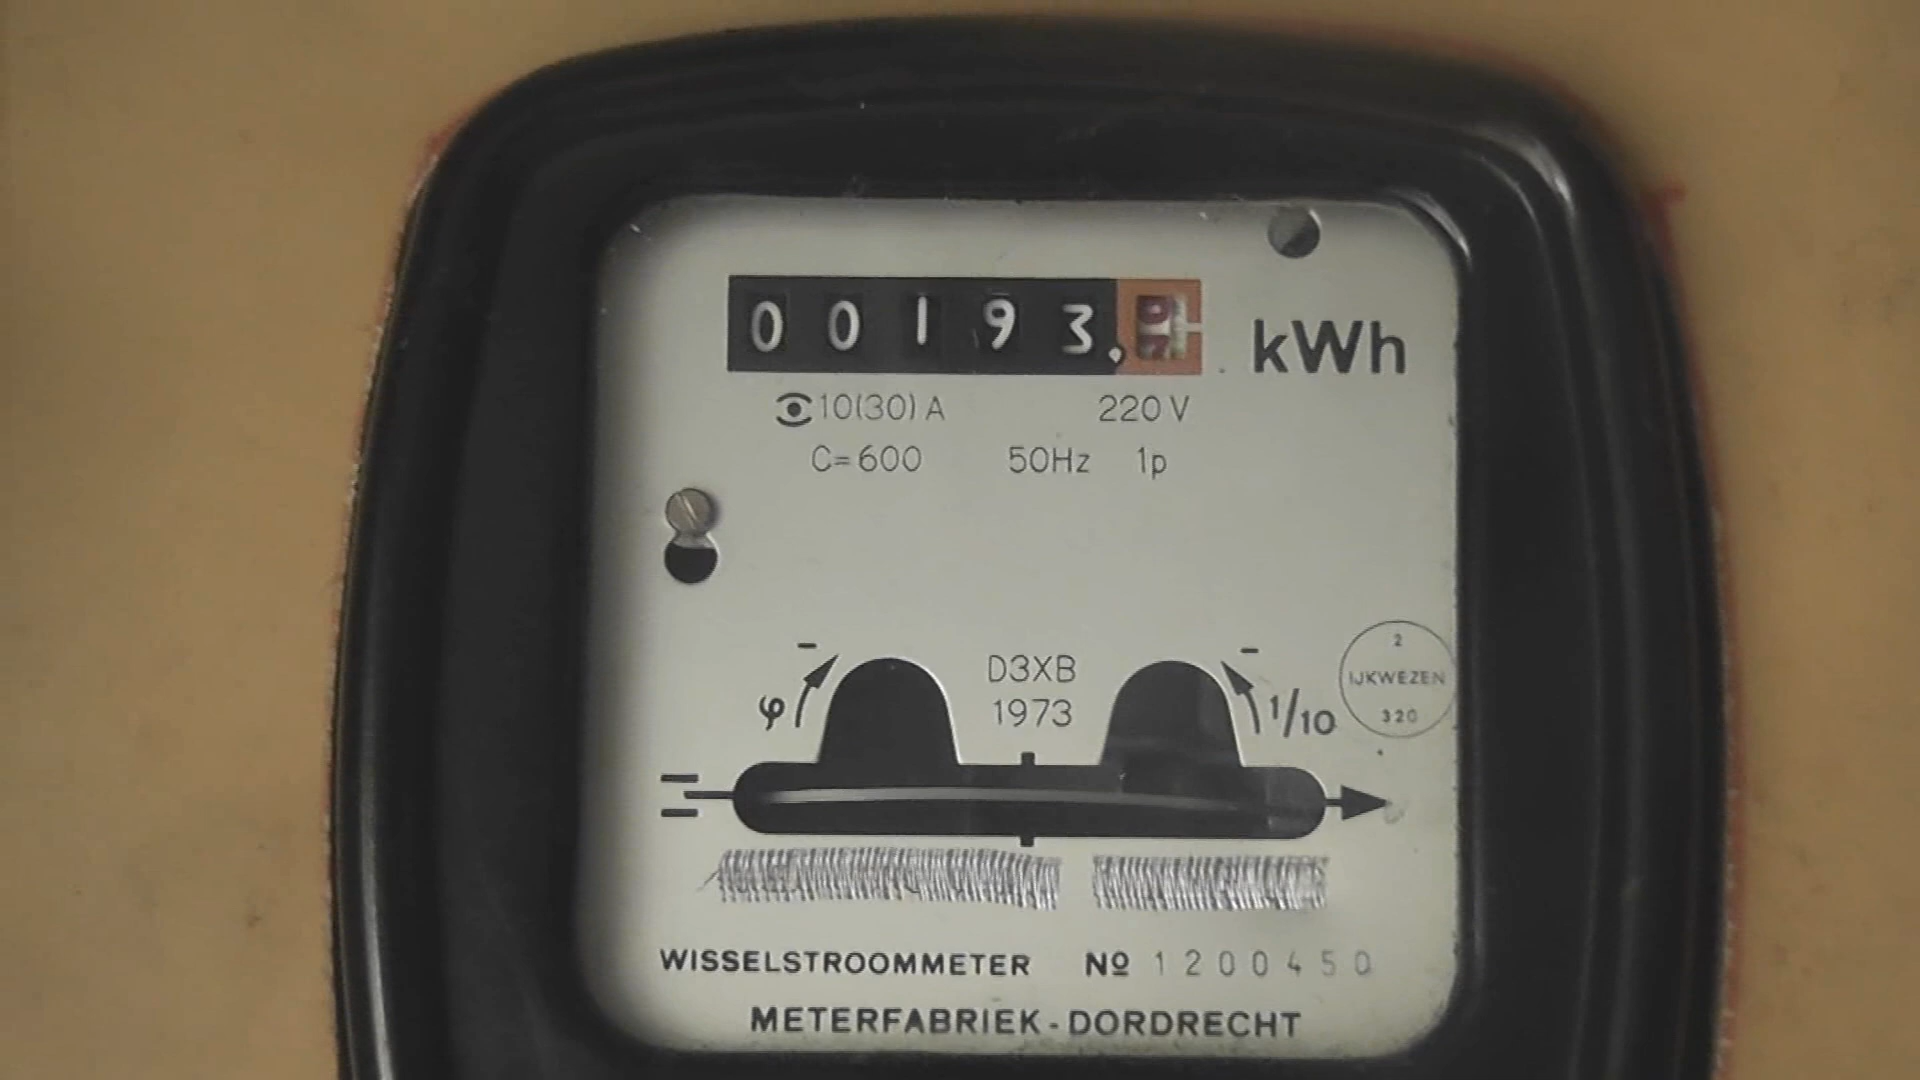 00193,
kWh
10(30) A 220 V
C=600 50Hz 1p
D3XB
1973
φ
1/10
2
IJKWEZEN
320
WISSELSTROOMMETER Nº 1200450
METERFABRIEK - DORDRECHT